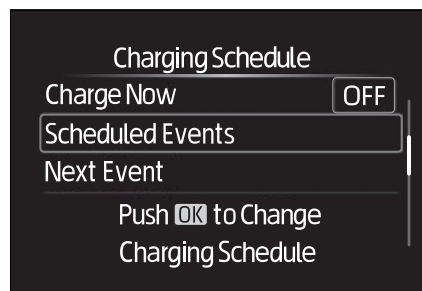 Charging Schedule
Charge Now OFF
Scheduled Events
Next Event
Push OK to Change
Charging Schedule